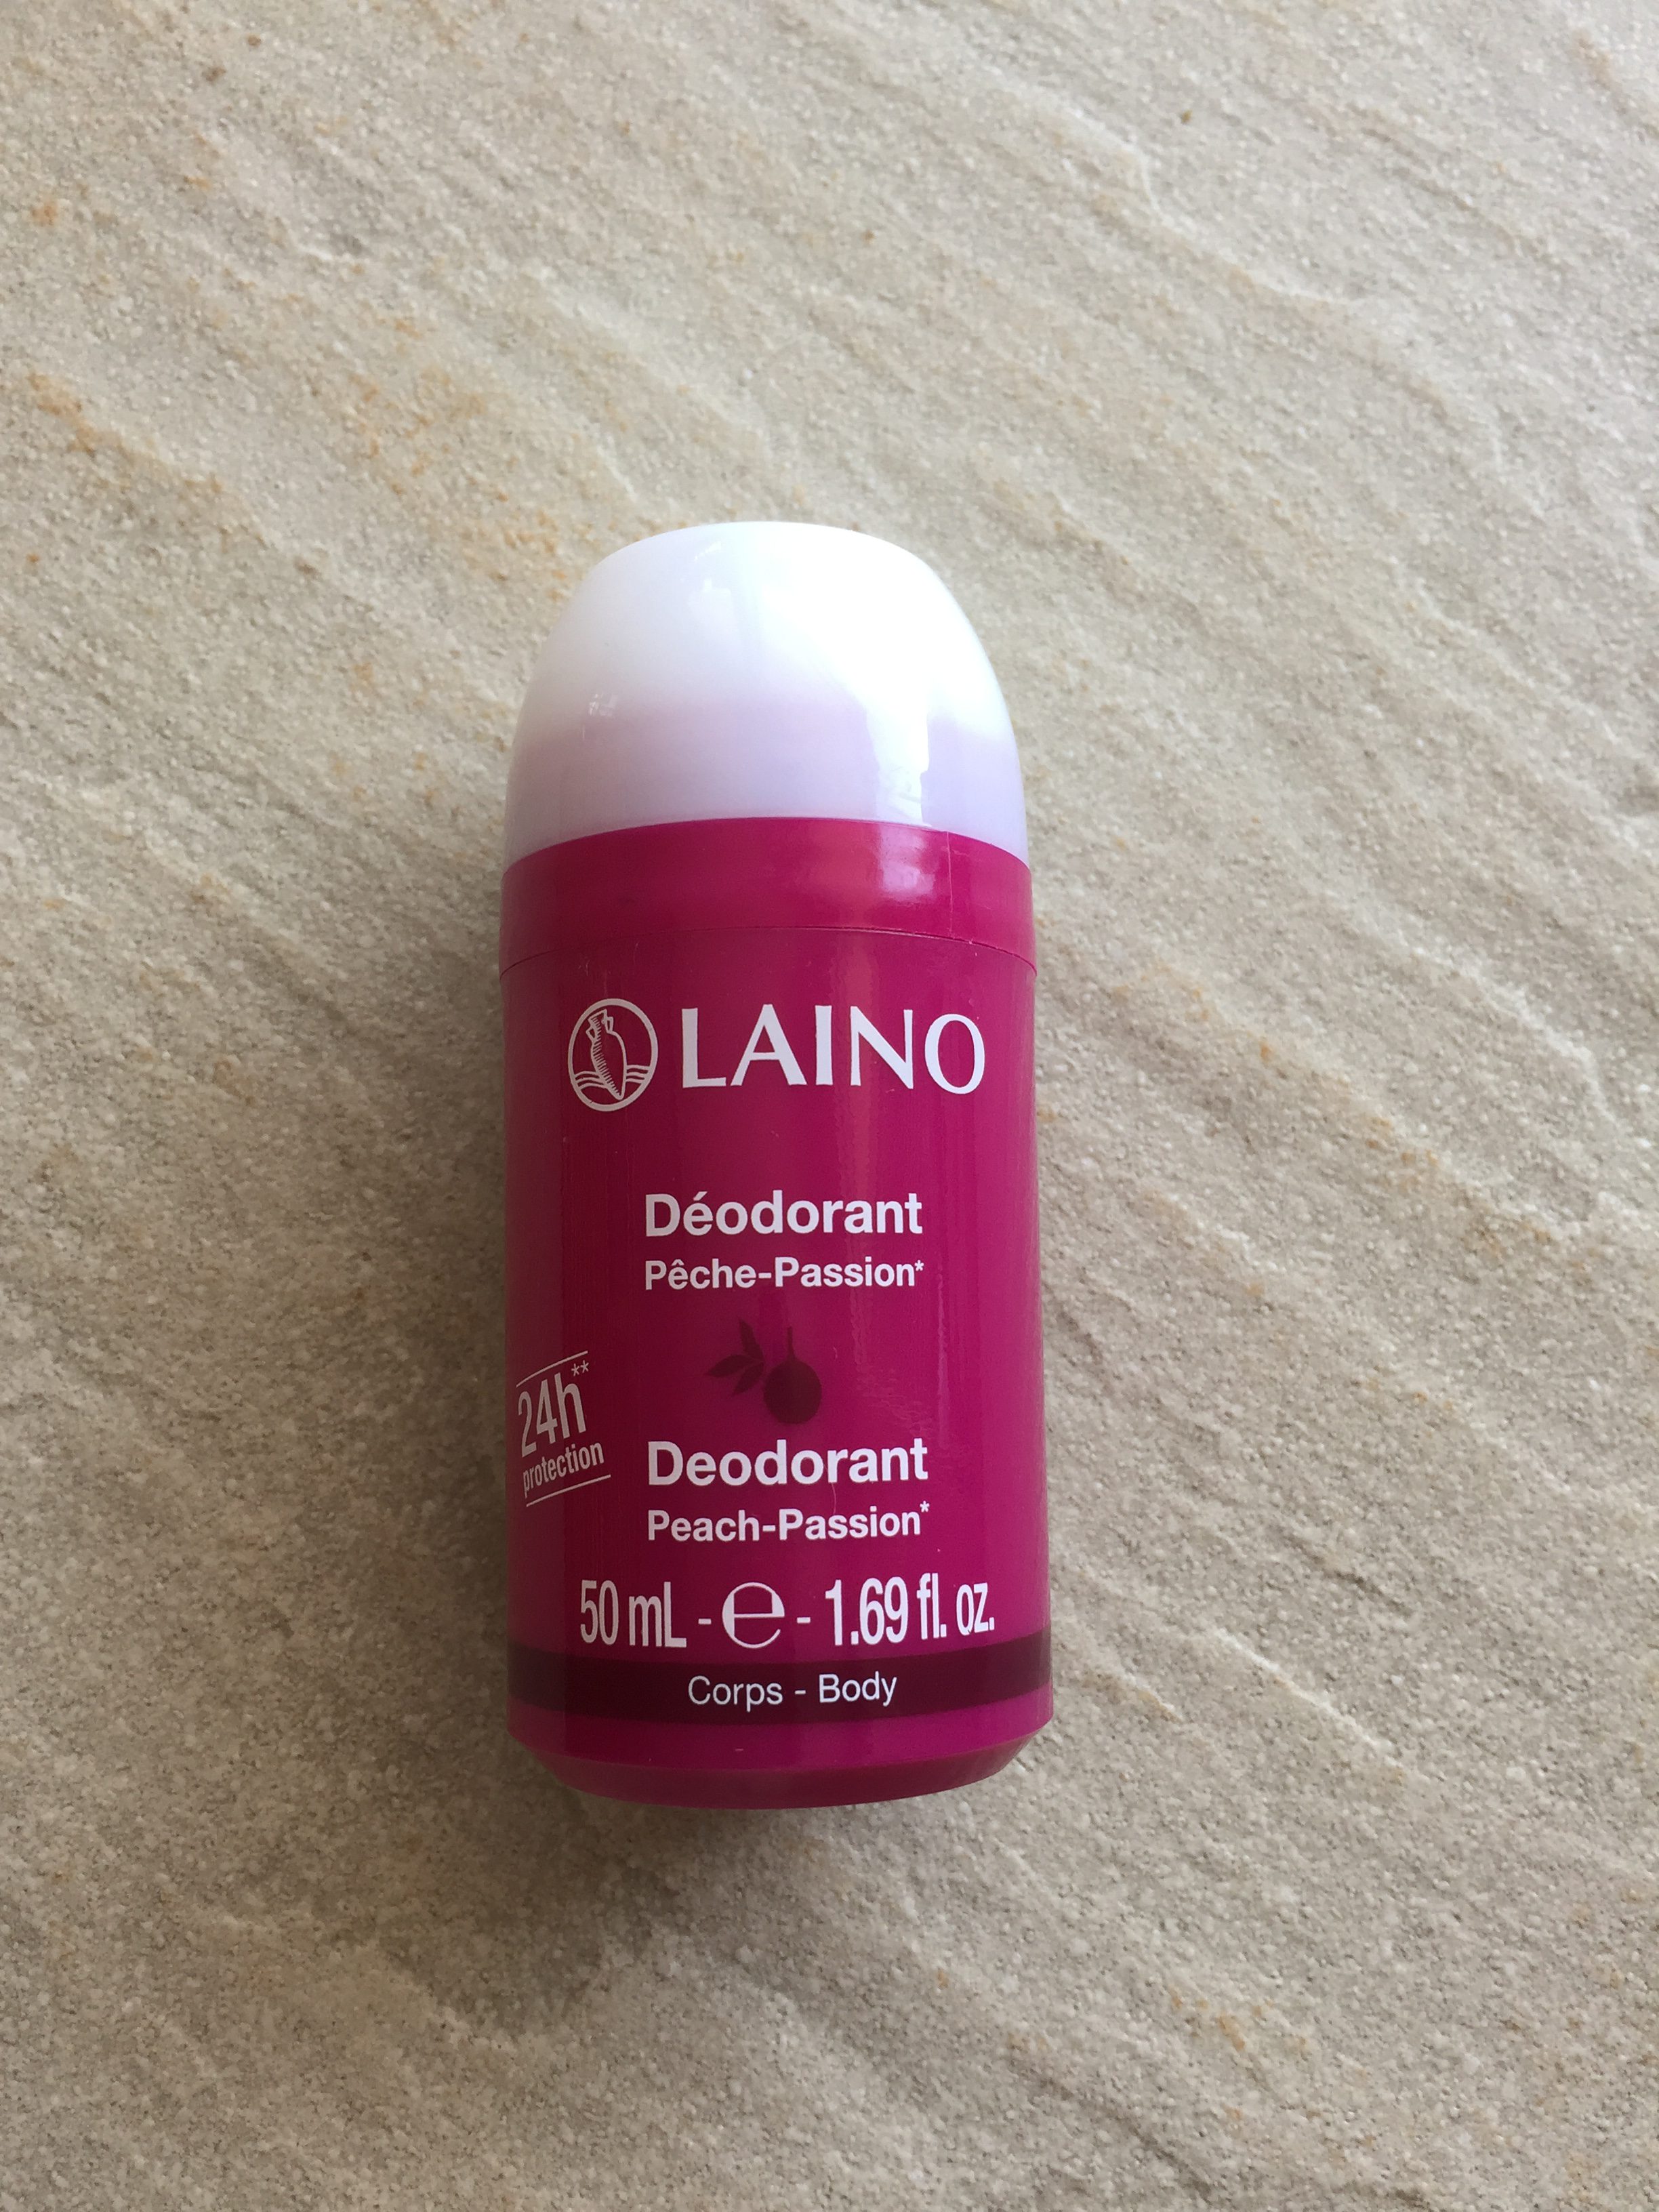 LAINO
Déodorant
Pêche-Passion*
24h**
protection
Deodorant
Peach-Passion*
50 mL - e - 1.69 fl. oz.
Corps - Body